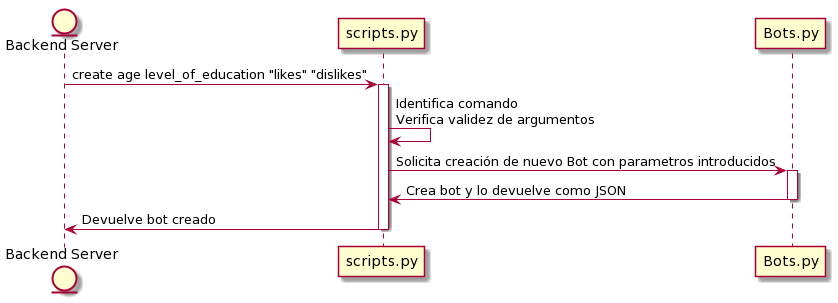 Backend Server
scripts.py
Bots.py
create age level_of_education "likes" "dislikes"
Identifica comando
Verifica validez de argumentos
Solicita creación de nuevo Bot con parametros introducidos
Crea bot y lo devuelve como JSON
Devuelve bot creado
Backend Server
scripts.py
Bots.py